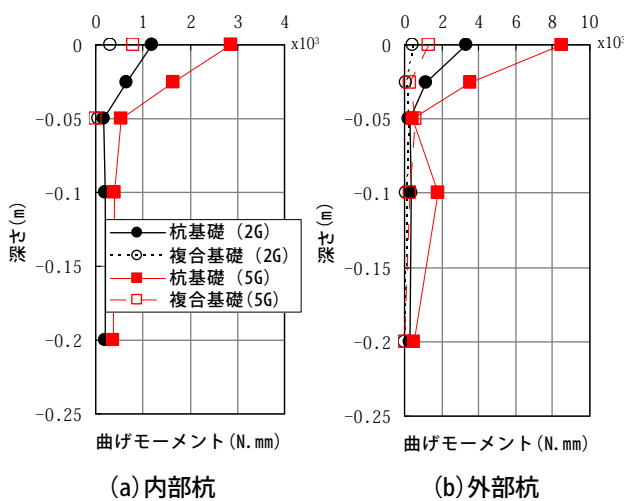 0 1 2 3 4
x10³
0
-0.05
-0.1
-0.15
-0.2
-0.25
深さ(m)
杭基礎(2G)
複合基礎(2G)
杭基礎(5G)
複合基礎(5G)
曲げモーメント(N.mm)
(a)内部杭
0 2 4 6 8 10
x10³
0
-0.05
-0.1
-0.15
-0.2
-0.25
深さ(m)
曲げモーメント(N.mm)
(b)外部杭